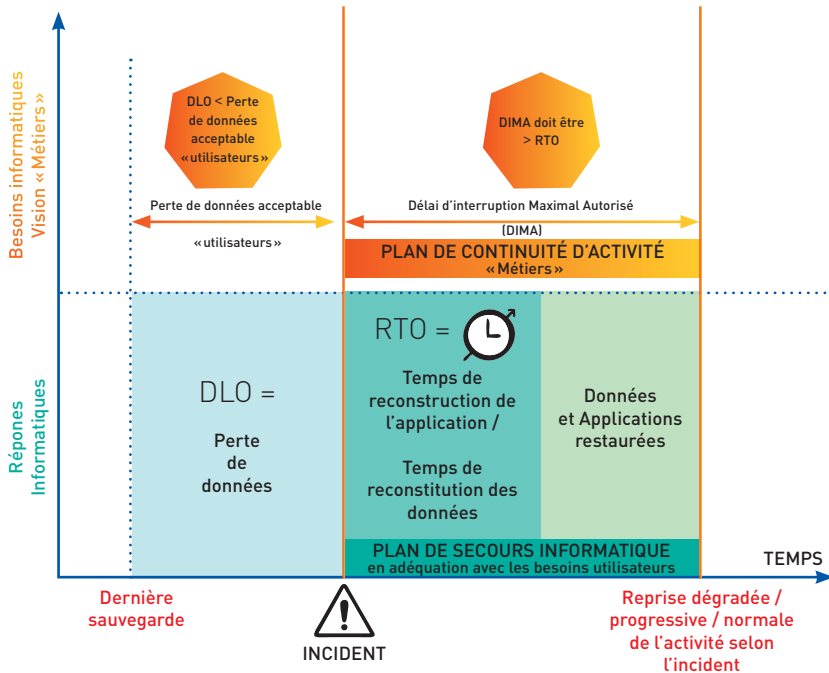 Besoins informatiques
Vision « Métiers »
DLO < Perte
de données
acceptable
« utilisateurs »
DIMA doit être
> RTO
Perte de données acceptable
« utilisateurs »
Délai d’interruption Maximal Autorisé
(DIMA)
PLAN DE CONTINUITÉ D’ACTIVITÉ
« Métiers »
Répones
Informatiques
DLO =
Perte
de
données
RTO =
Temps de
reconstruction de
l’application /
Temps de
reconstitution des
données
Données
et Applications
restaurées
PLAN DE SECOURS INFORMATIQUE
en adéquation avec les besoins utilisateurs
TEMPS
Dernière
sauvegarde
INCIDENT
Reprise dégradée /
progressive / normale
de l’activité selon
l’incident